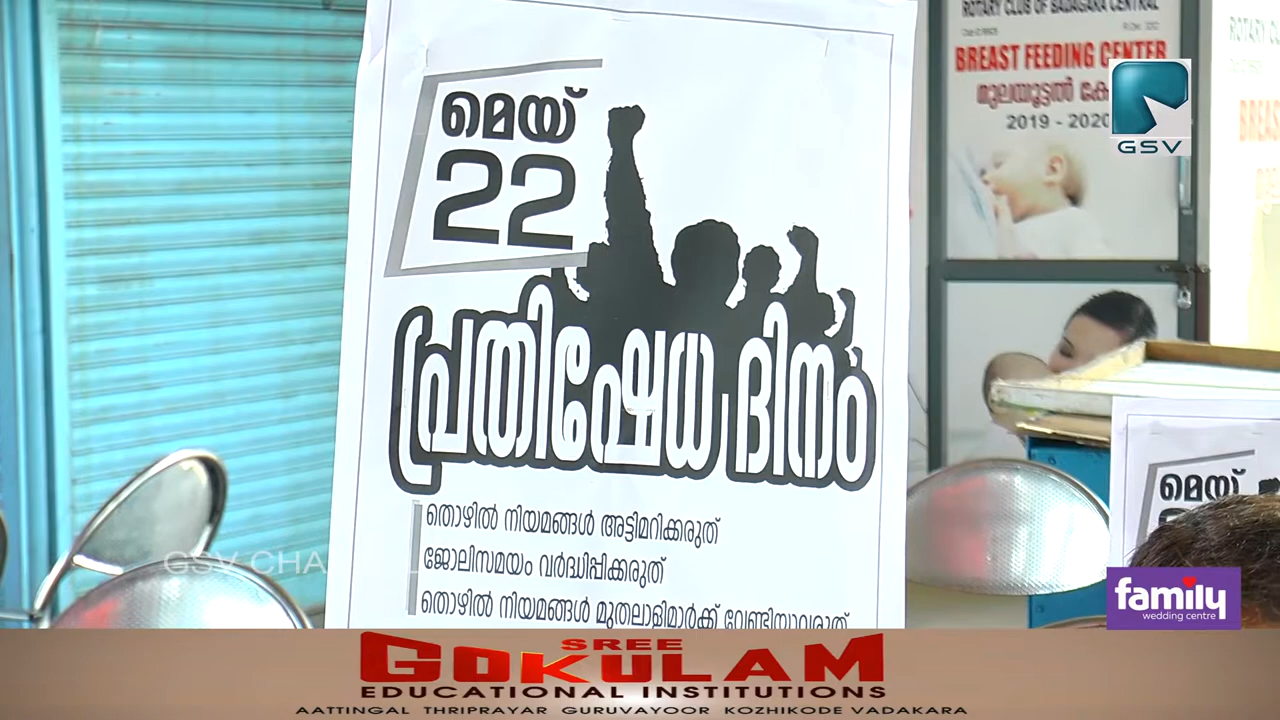 ROTARY CLUB OF BADAGARA CENTRAL
BREAST FEEDING CENTER
മുലയൂട്ടൽ
2019 - 2020
GSV
മെയ്
22
പ്രതിഷേധ ദിനം
തൊഴിൽ നിയമങ്ങൾ അട്ടിമറിക്കരുത്
ജോലിസമയം വർദ്ധിപ്പിക്കരുത്
തൊഴിൽ നിയമങ്ങൾ മുതലാളിമാർക്ക് വേണ്ടിയാവരുത്
മെയ്
GSV
family
wedding centre
SREE
GOKULAM
EDUCATIONAL INSTITUTIONS
AATTINGAL THRIPRAYAR GURUVAYOOR KOZHIKODE VADAKARA